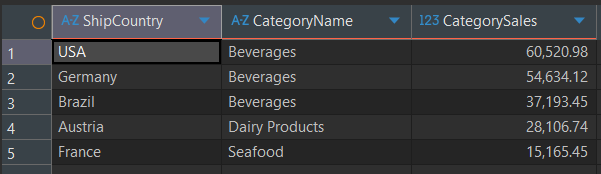 A-Z ShipCountry A-Z CategoryName 123 CategorySales
1 USA Beverages 60,520.98
2 Germany Beverages 54,634.12
3 Brazil Beverages 37,193.45
4 Austria Dairy Products 28,106.74
5 France Seafood 15,165.45